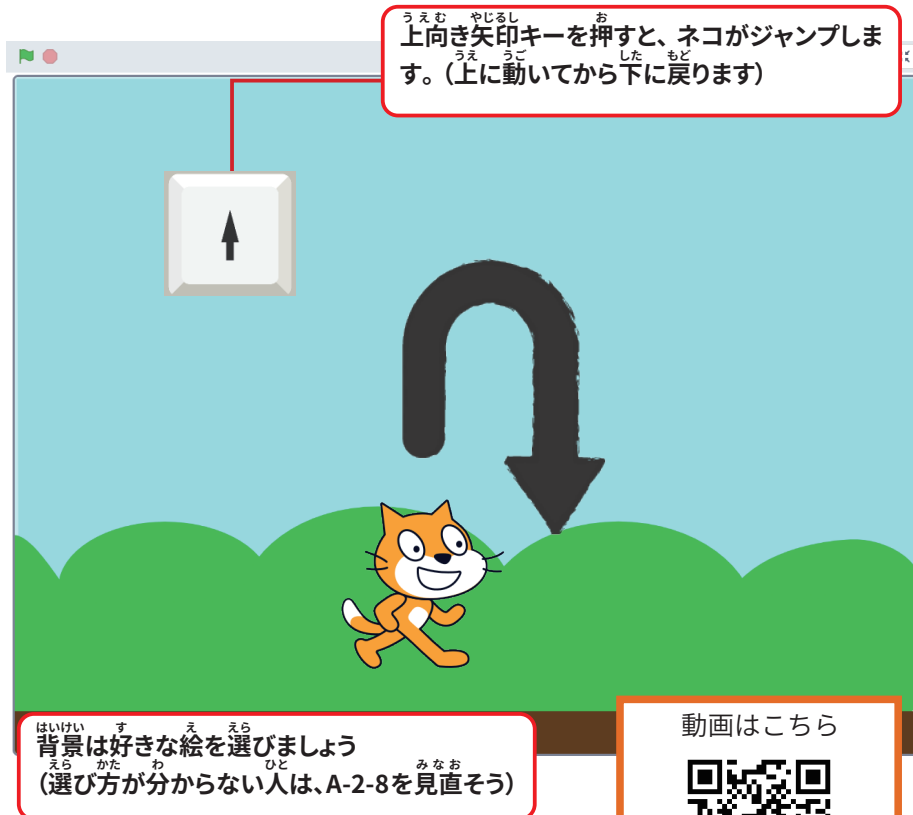 上向き矢印キーを押すと、ネコがジャンプしま
す。(上に動いてから下に戻ります)
背景は好きな絵を選びましょう
(選び方が分からない人は、A-2-8を見直そう)
動画はこちら